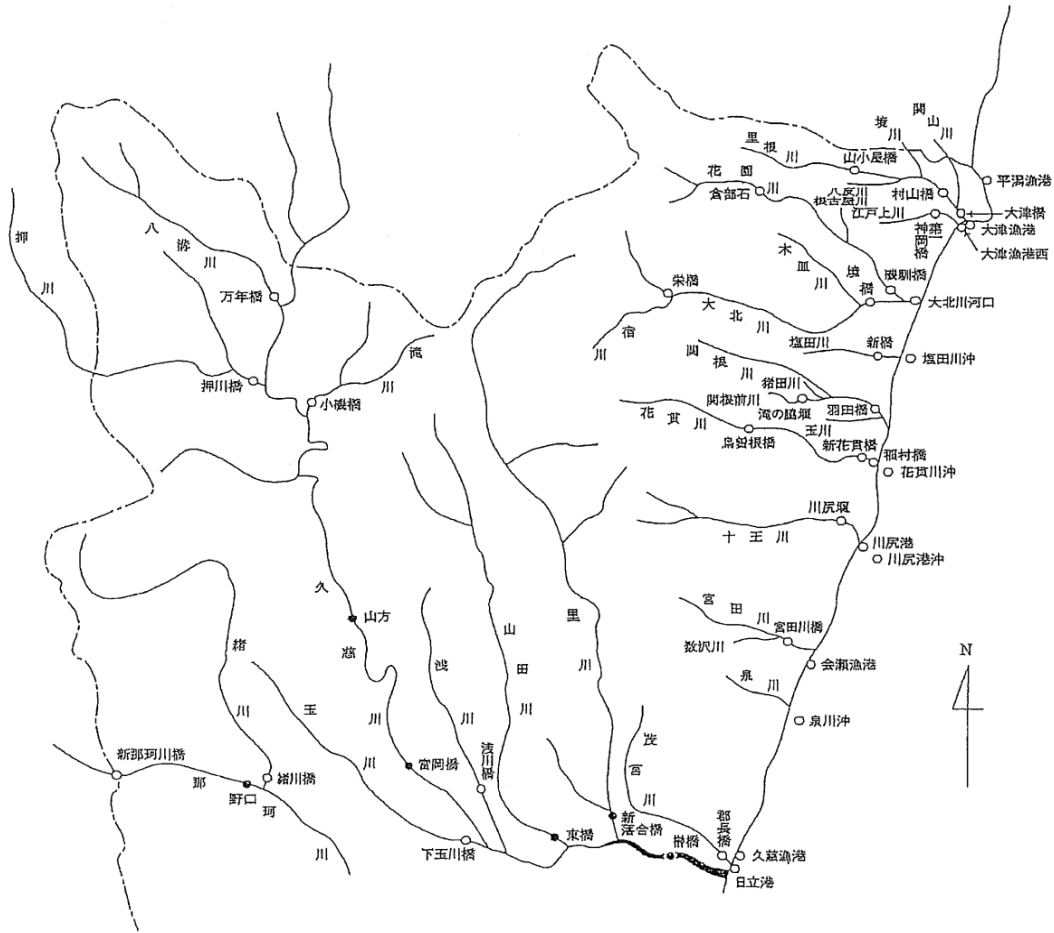 関山川
境川
里根川
山小屋橋
平潟漁港
花園川
倉部石
八反川
根古屋川
村山橋
江戸上川
大津橋
大津漁港
大津漁港西
木皿川
境橋
磯馴橋
大北川河口
栄橋
大北川
宿川
塩田川
新橋
塩田川沖
関根川
猪田川
関根前川
滝の脇堰
羽田橋
花貫川
烏曽根橋
玉川
新花貫橋
稲村橋
花貫川沖
押川
八溝川
万年橋
押川橋
小磯橋
滝川
川尻堰
十王川
川尻港
川尻港沖
久慈川
山方
宮田川
宮田川橋
数沢川
会瀬漁港
泉川
泉川沖
N
緒川
玉川
浅川
山田川
里川
茂宮川
新那珂川橋
那珂川
野口
緒川橋
富岡橋
浅川橋
下玉川橋
東橋
新落合橋
榊橋
郡長橋
久慈漁港
日立港